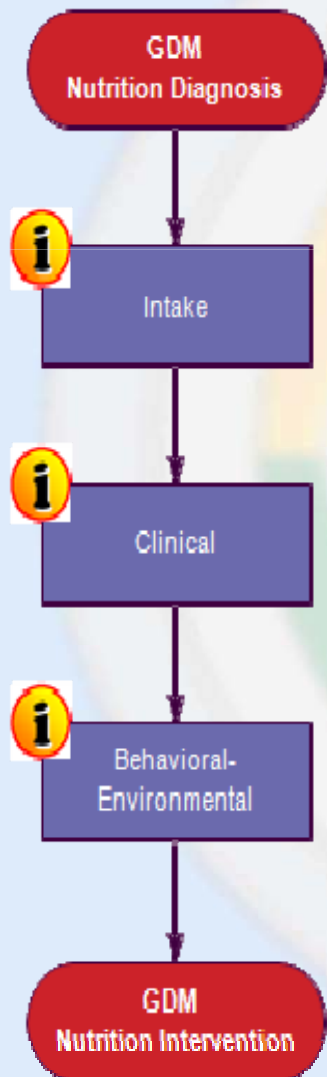 GDM
Nutrition Diagnosis
i
Intake
i
Clinical
i
Behavioral-
Environmental
GDM
Nutrition Intervention